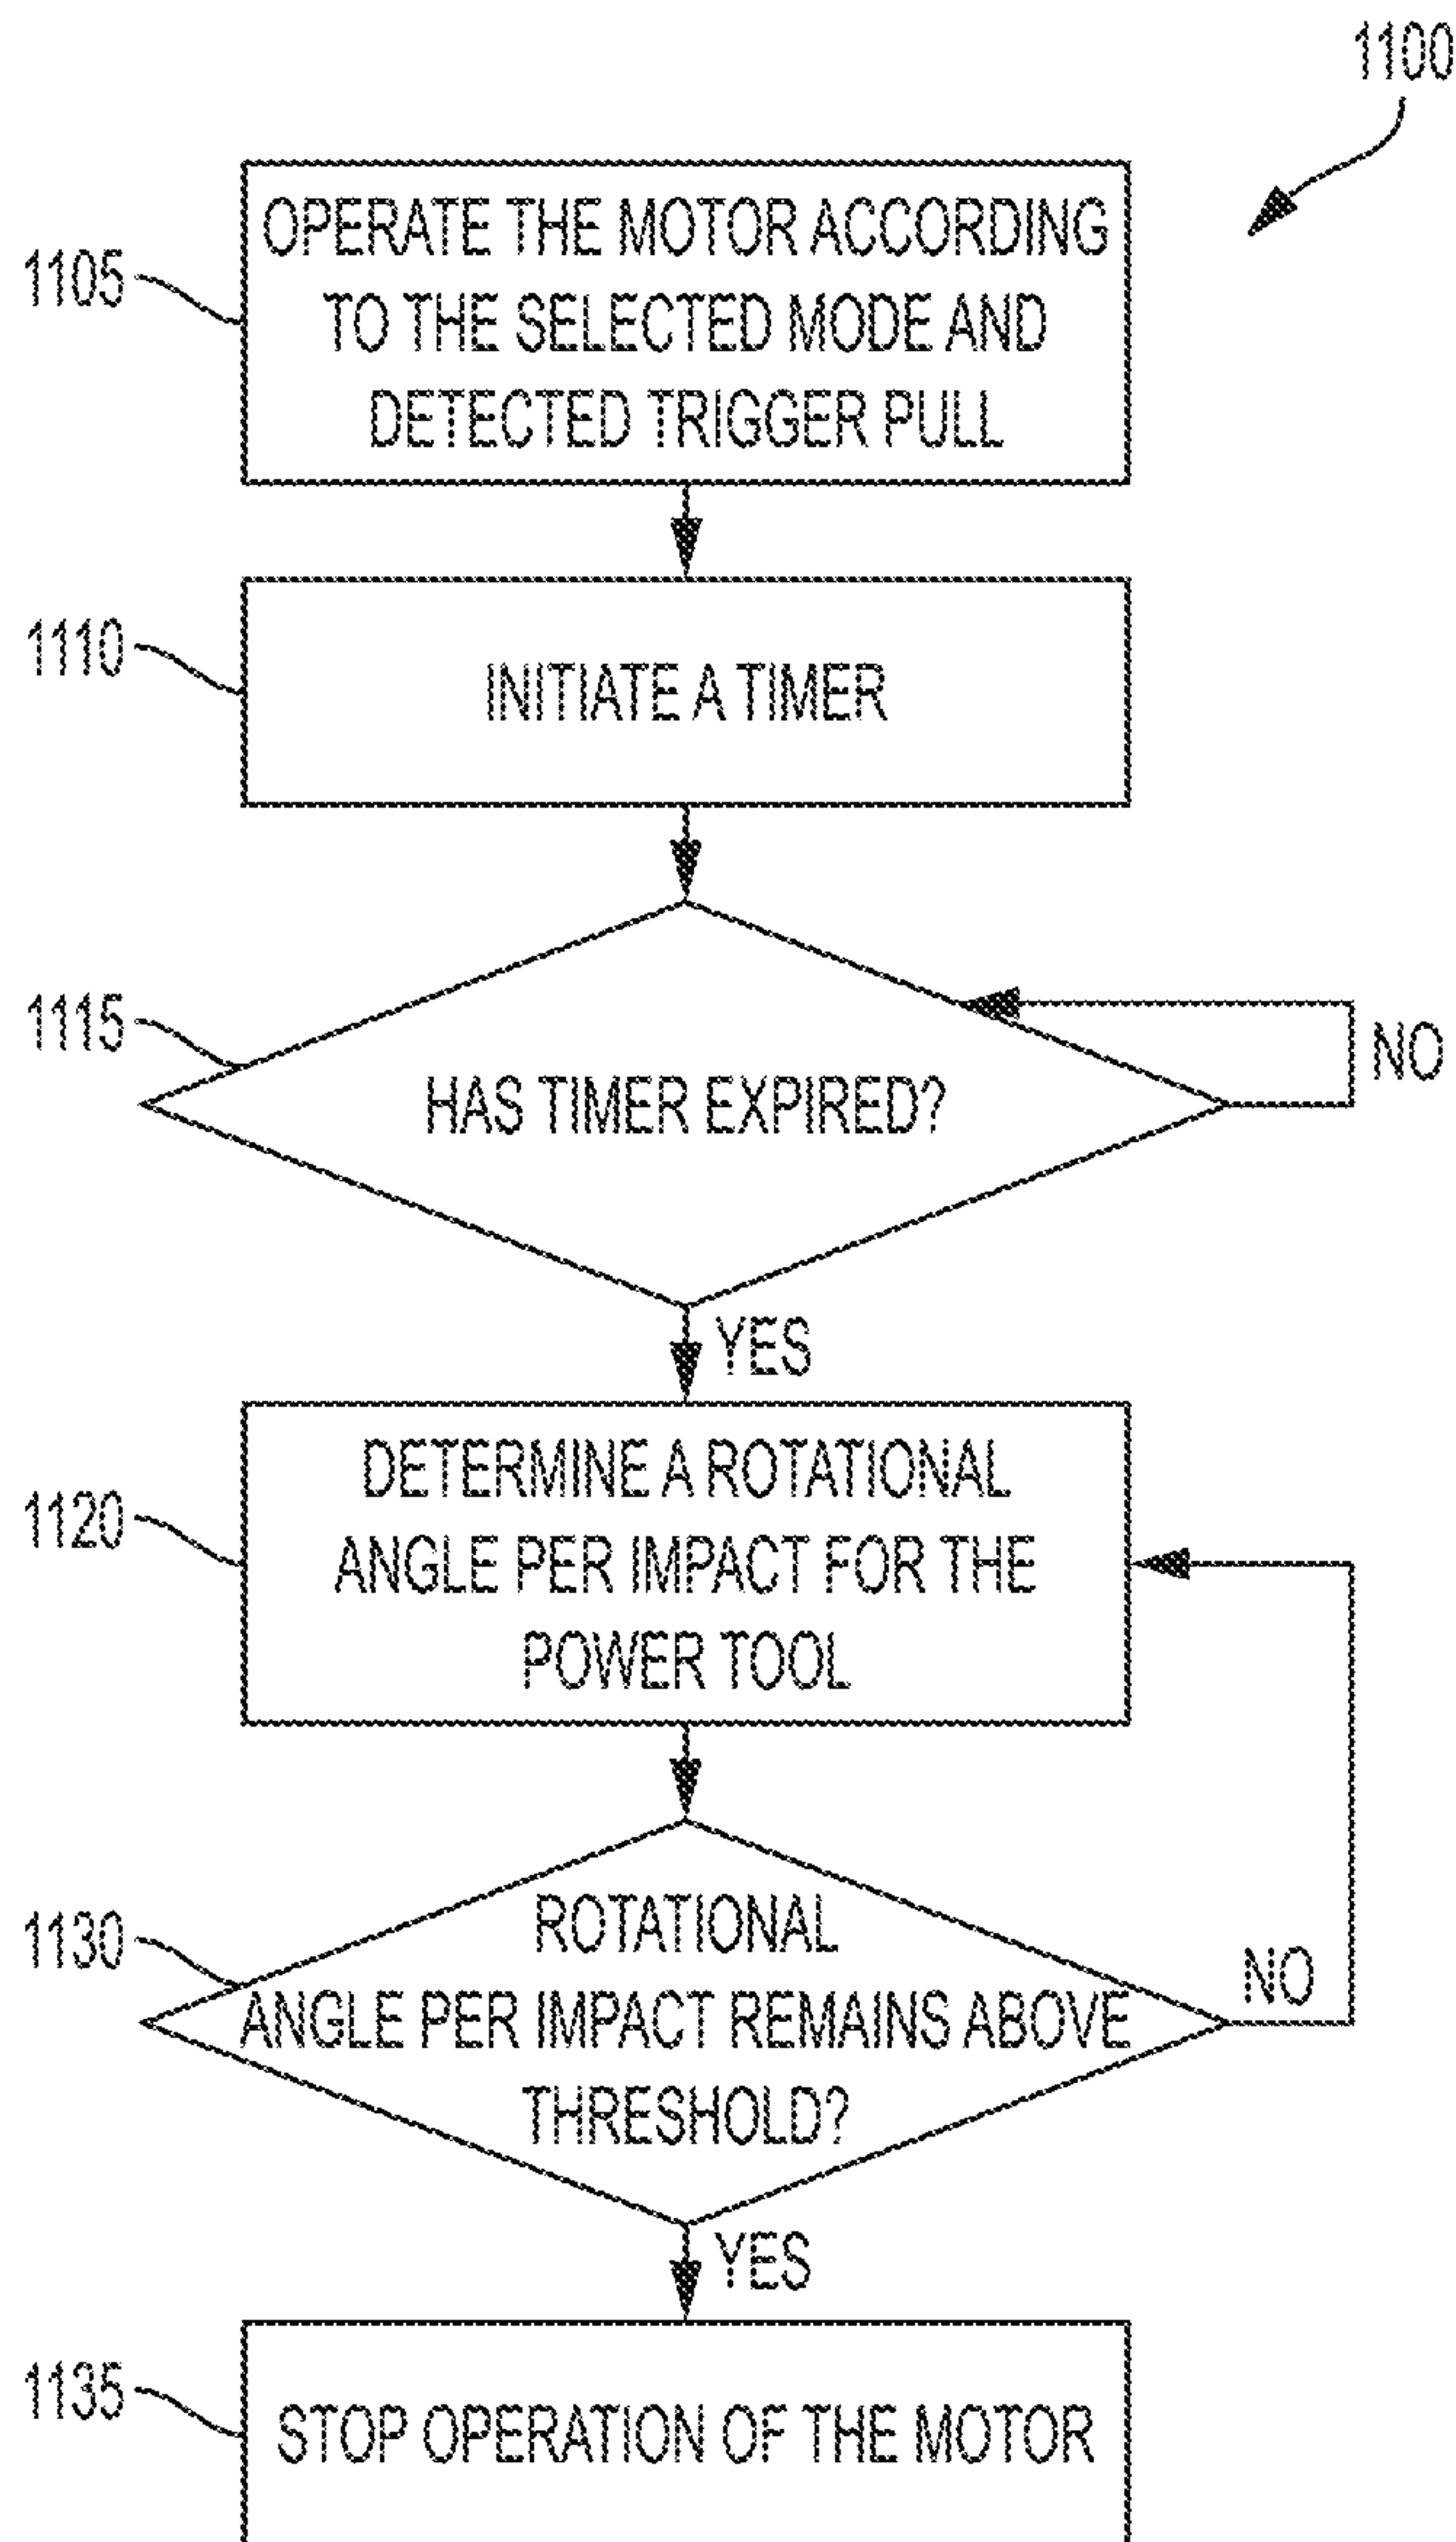 1100
1105
OPERATE THE MOTOR ACCORDING
TO THE SELECTED MODE AND
DETECTED TRIGGER PULL
1110
INITIATE A TIMER
1115
HAS TIMER EXPIRED?
NO
YES
1120
DETERMINE A ROTATIONAL
ANGLE PER IMPACT FOR THE
POWER TOOL
1130
ROTATIONAL
ANGLE PER IMPACT REMAINS ABOVE
THRESHOLD?
NO
YES
1135
STOP OPERATION OF THE MOTOR